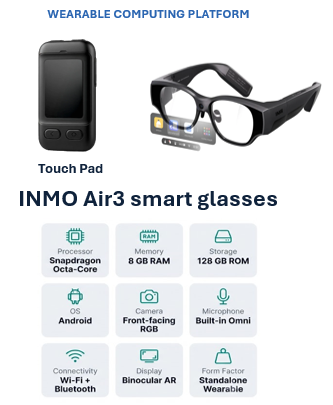 WEARABLE COMPUTING PLATFORM
Touch Pad
INMO Air3 smart glasses
Processor
Snapdragon
Octa-Core
RAM
Memory
8 GB RAM
Storage
128 GB ROM
OS
Android
Camera
Front-facing
RGB
Microphone
Built-in Omni
Connectivity
Wi-Fi +
Bluetooth
Display
Binocular AR
Form Factor
Standalone
Wearable